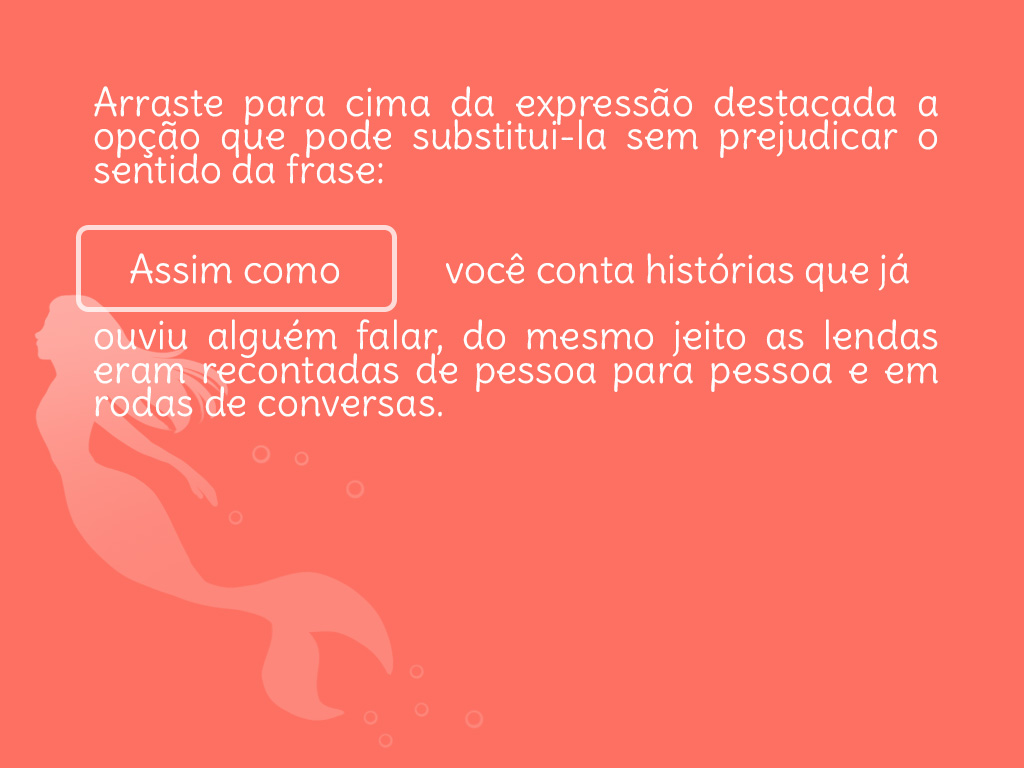 Arraste para cima da expressão destacada a
opção que pode substitui-la sem prejudicar o
sentido da frase:
Assim como você conta histórias que já
ouviu alguém falar, do mesmo jeito as lendas
eram recontadas de pessoa para pessoa e em
rodas de conversas.